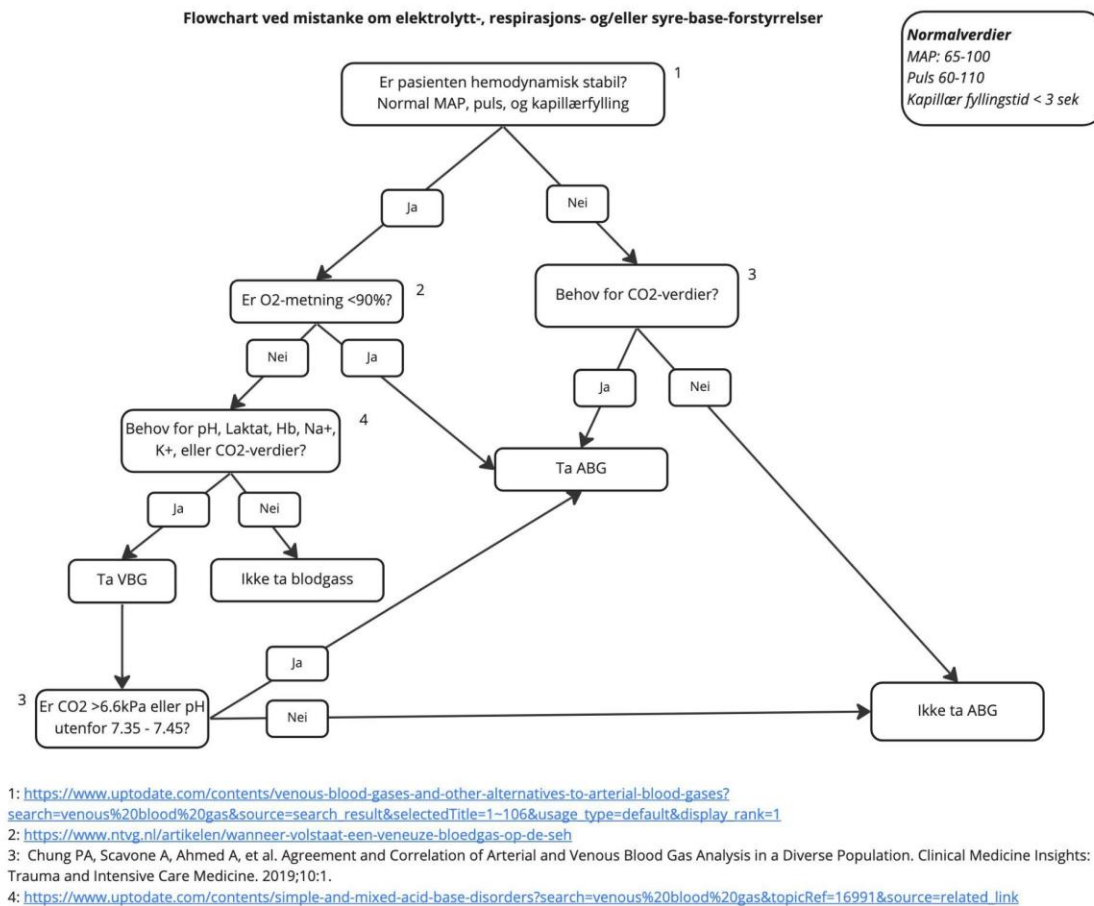 Flowchart ved mistanke om elektrolytt-, respirasjons- og/eller syre-base-forstyrrelser
Normalverdier
MAP: 65-100
Puls 60-110
Kapillær fyllingstid < 3 sek
1
Er pasienten hemodynamisk stabil?
Normal MAP, puls, og kapillærfylling
Ja
Nei
Er O2-metning <90%?
2
Behov for CO2-verdier?
3
Nei
Ja
Ja
Nei
Behov for pH, Laktat, Hb, Na+,
K+, eller CO2-verdier?
4
Ta ABG
Ja
Nei
Ta VBG
Ikke ta blodgass
Ja
3
Er CO2 >6.6kPa eller pH
utenfor 7.35 - 7.45?
Nei
Ikke ta ABG
1: https://www.uptodate.com/contents/venous-blood-gases-and-other-alternatives-to-arterial-blood-gases?
search=venous%20blood%20gas&source=search_result&selectedTitle=1~106&usage_type=default&display_rank=1
2: https://www.ntvg.nl/artikelen/wanneer-volstaat-een-veneuze-bloedgas-op-de-seh
3: Chung PA, Scavone A, Ahmed A, et al. Agreement and Correlation of Arterial and Venous Blood Gas Analysis in a Diverse Population. Clinical Medicine Insights:
Trauma and Intensive Care Medicine. 2019;10:1.
4: https://www.uptodate.com/contents/simple-and-mixed-acid-base-disorders?search=venous%20blood%20gas&topicRef=16991&source=related_link